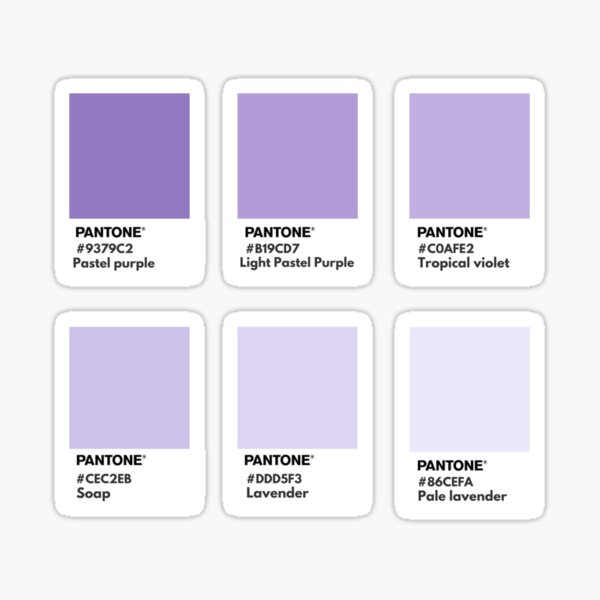 PANTONE®
#9379C2
Pastel purple
PANTONE®
#B19CD7
Light Pastel Purple
PANTONE®
#C0AFE2
Tropical violet
PANTONE®
#CEC2EB
Soap
PANTONE®
#DDD5F3
Lavender
PANTONE®
#86CEFA
Pale lavender